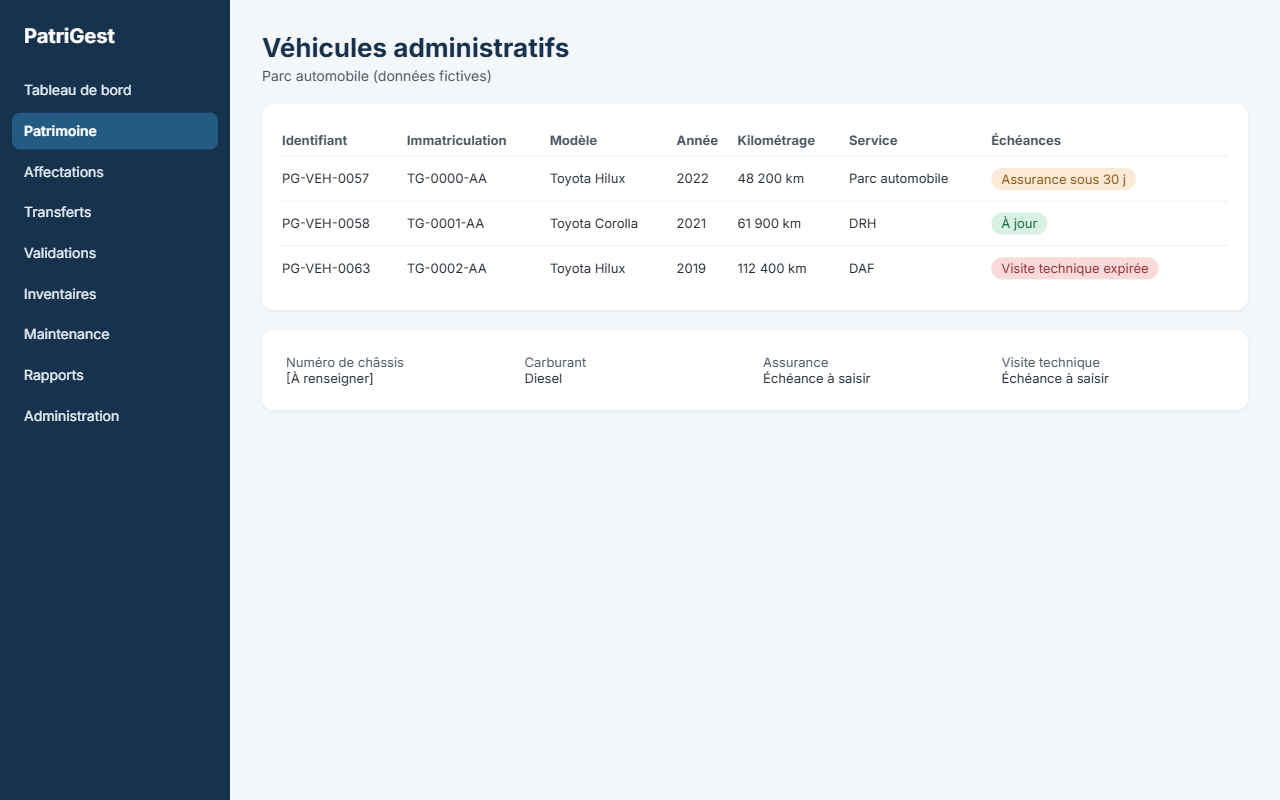 PatriGest
Tableau de bord
Patrimoine
Affectations
Transferts
Validations
Inventaires
Maintenance
Rapports
Administration
Véhicules administratifs
Parc automobile (données fictives)
Identifiant Immatriculation Modèle Année Kilométrage Service Échéances
PG-VEH-0057 TG-0000-AA Toyota Hilux 2022 48 200 km Parc automobile Assurance sous 30 j
PG-VEH-0058 TG-0001-AA Toyota Corolla 2021 61 900 km DRH À jour
PG-VEH-0063 TG-0002-AA Toyota Hilux 2019 112 400 km DAF Visite technique expirée
Numéro de châssis Carburant Assurance Visite technique
[À renseigner] Diesel Échéance à saisir Échéance à saisir